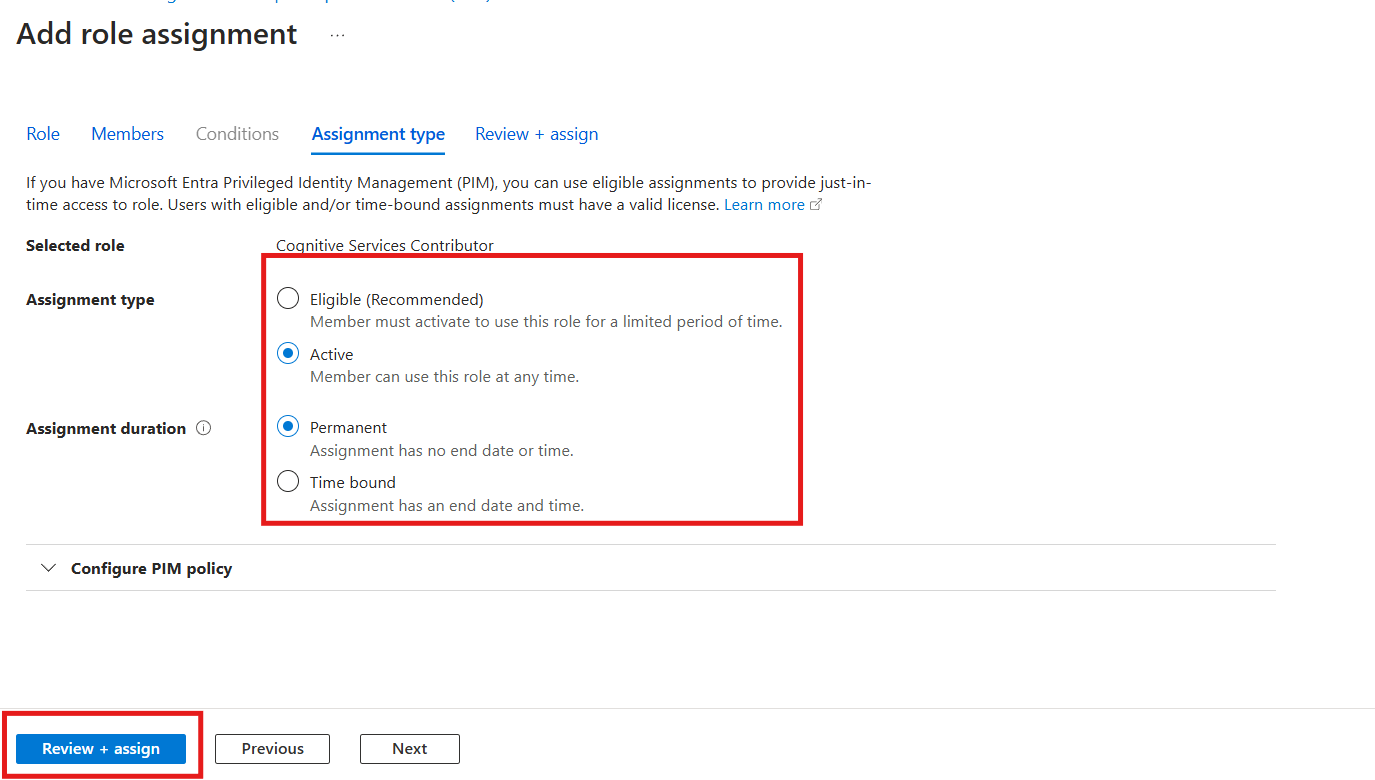 Add role assignment ...
Role Members Conditions Assignment type Review + assign
If you have Microsoft Entra Privileged Identity Management (PIM), you can use eligible assignments to provide just-in-
time access to role. Users with eligible and/or time-bound assignments must have a valid license. Learn more
Selected role Cognitive Services Contributor
Assignment type Eligible (Recommended)
Member must activate to use this role for a limited period of time.
Active
Member can use this role at any time.
Assignment duration Permanent
Assignment has no end date or time.
Time bound
Assignment has an end date and time.
Configure PIM policy
Review + assign Previous Next